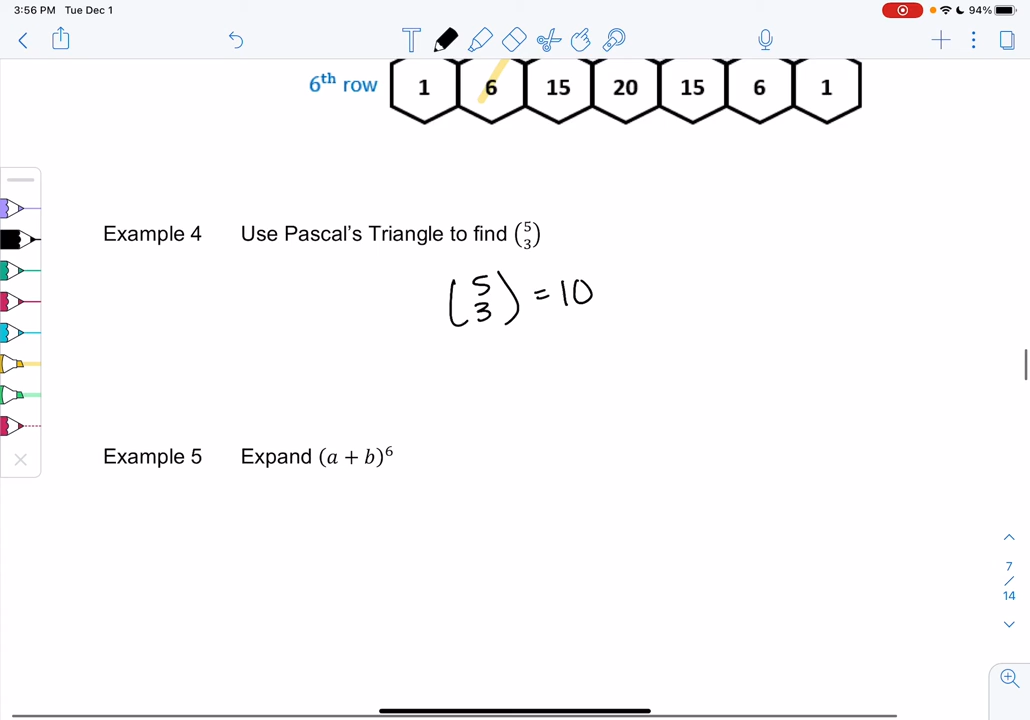 3:56 PM Tue Dec 1
94%
T
6th row 1 6 15 20 15 6 1
Example 4 Use Pascal's Triangle to find (5 3)
(5 3) = 10
Example 5 Expand (a + b)⁶
7
/
14